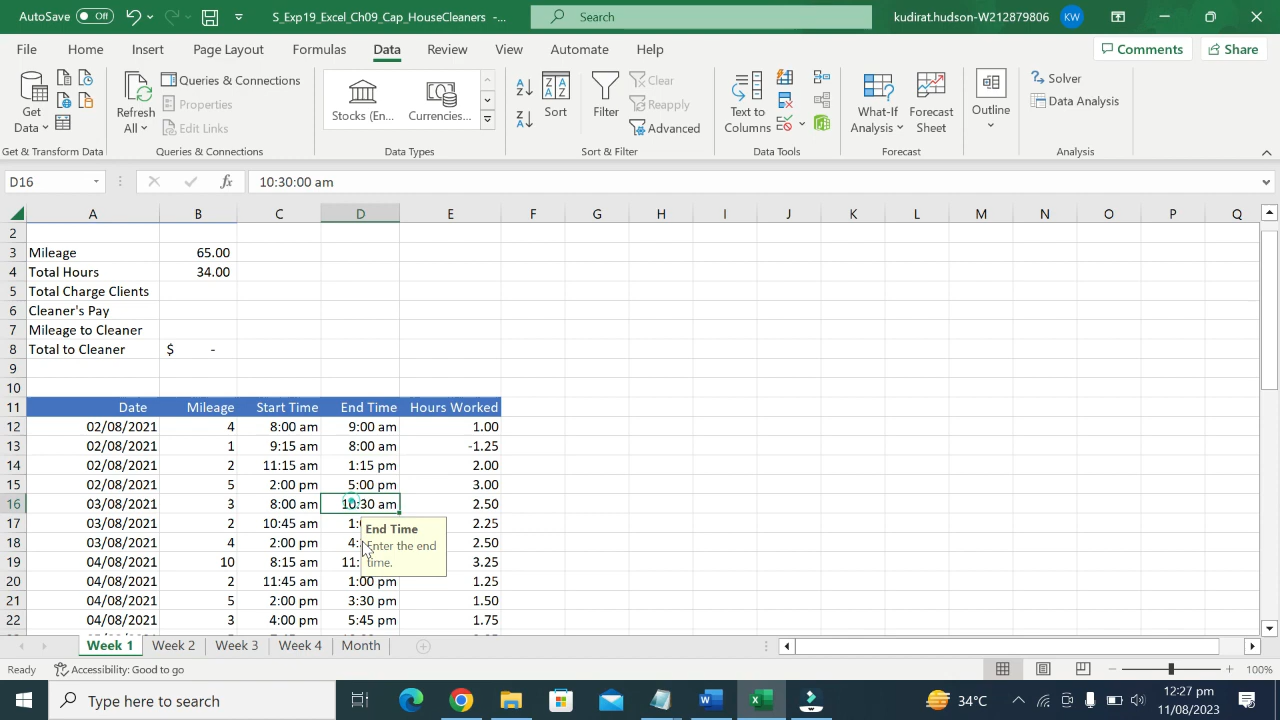 AutoSave Off S_Exp19_Excel_Ch09_Cap_HouseCleaners -... Search kudirat.hudson-W212879806 KW
File Home Insert Page Layout Formulas Data Review View Automate Help Comments Share
Get Data
Refresh All
Queries & Connections
Properties
Edit Links
Stocks (En... Currencies...
Sort
Filter
Clear
Reapply
Advanced
Text to Columns
What-If Analysis
Forecast Sheet
Outline
Solver
Data Analysis
Get & Transform Data Queries & Connections Data Types Sort & Filter Data Tools Forecast Analysis
D16 fx 10:30:00 am
A B C D E F G H I J K L M N O P Q
2
3 Mileage 65.00
4 Total Hours 34.00
5 Total Charge Clients
6 Cleaner's Pay
7 Mileage to Cleaner
8 Total to Cleaner $ -
9
10
11 Date Mileage Start Time End Time Hours Worked
12 02/08/2021 4 8:00 am 9:00 am 1.00
13 02/08/2021 1 9:15 am 8:00 am -1.25
14 02/08/2021 2 11:15 am 1:15 pm 2.00
15 02/08/2021 5 2:00 pm 5:00 pm 3.00
16 03/08/2021 3 8:00 am 10:30 am 2.50
17 03/08/2021 2 10:45 am 1: 2.25
18 03/08/2021 4 2:00 pm 4: 2.50
19 04/08/2021 10 8:15 am 11: 3.25
20 04/08/2021 2 11:45 am 1:00 pm 1.25
21 04/08/2021 5 2:00 pm 3:30 pm 1.50
22 04/08/2021 3 4:00 pm 5:45 pm 1.75
End Time
Enter the end
time.
Week 1 Week 2 Week 3 Week 4 Month
Ready Accessibility: Good to go 100%
Type here to search 34°C 12:27 pm
11/08/2023